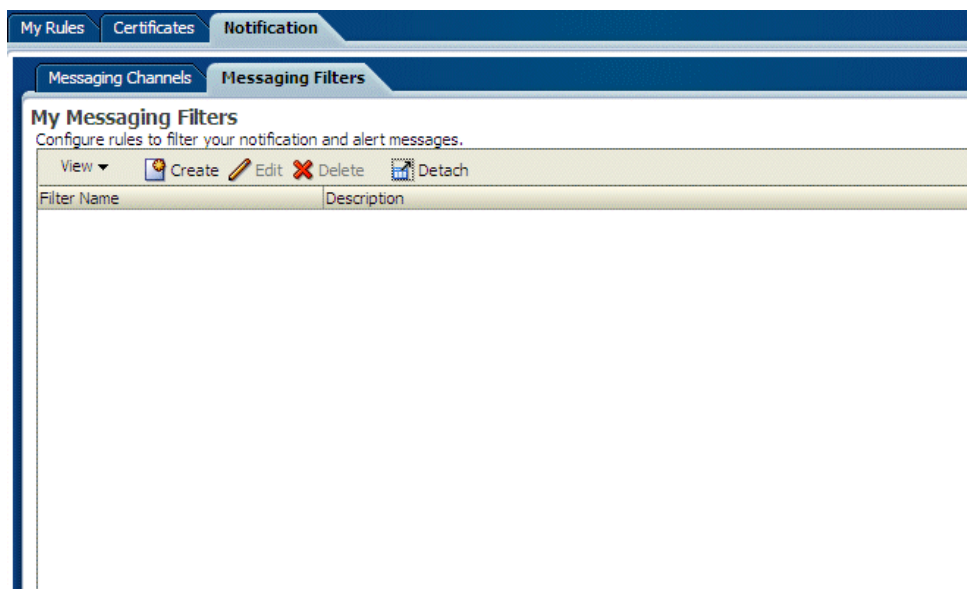 My Rules Certificates Notification
Messaging Channels Messaging Filters
My Messaging Filters
Configure rules to filter your notification and alert messages.
View Create Edit Delete Detach
Filter Name Description